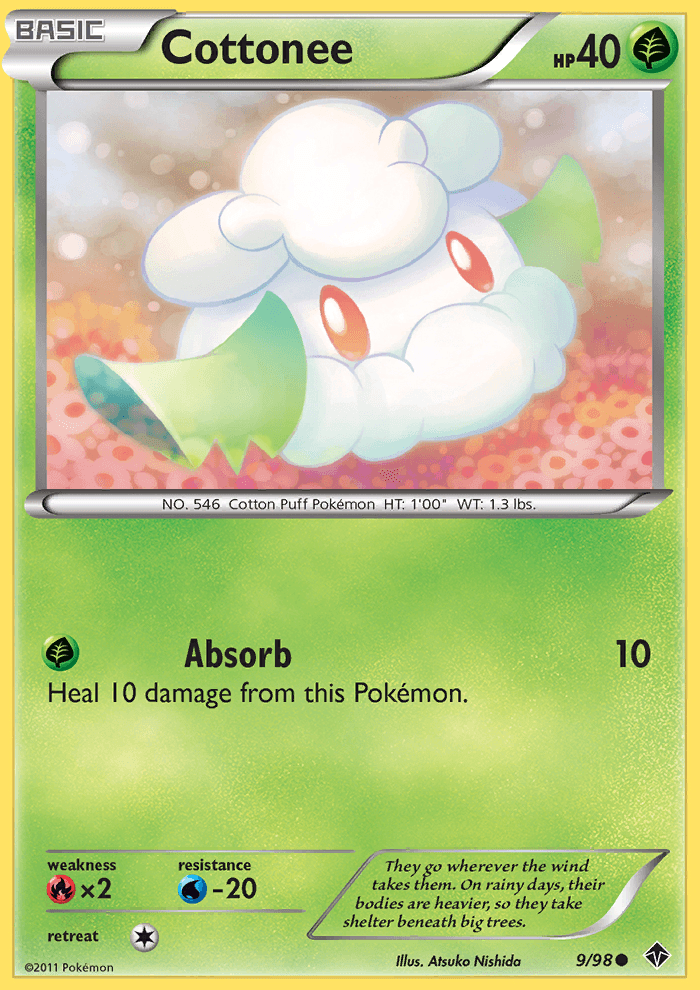 BASIC
Cottonee
HP40
NO. 546 Cotton Puff Pokémon HT: 1'00" WT: 1.3 lbs.
Absorb 10
Heal 10 damage from this Pokémon.
weakness
×2
resistance
-20
retreat
They go wherever the wind
takes them. On rainy days, their
bodies are heavier, so they take
shelter beneath big trees.
Illus. Atsuko Nishida
9/98
©2011 Pokémon